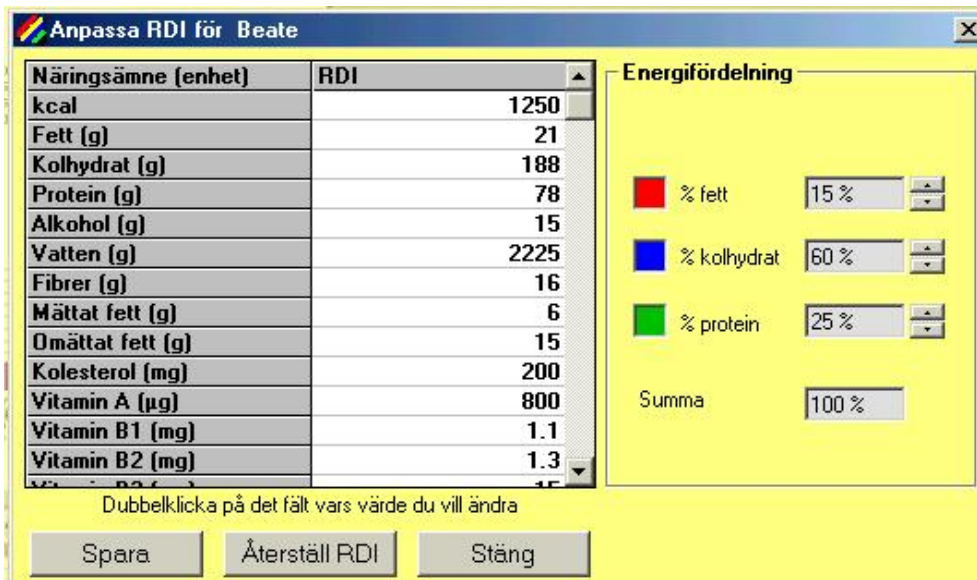 Anpassa RDI för Beate
Näringsämne (enhet) RDI
kcal 1250
Fett (g) 21
Kolhydrat (g) 188
Protein (g) 78
Alkohol (g) 15
Vatten (g) 2225
Fibrer (g) 16
Mättat fett (g) 6
Omättat fett (g) 15
Kolesterol (mg) 200
Vitamin A (µg) 800
Vitamin B1 (mg) 1.1
Vitamin B2 (mg) 1.3
Dubbelklicka på det fält vars värde du vill ändra
Spara Återställ RDI Stäng
Energifördelning
% fett 15 %
% kolhydrat 60 %
% protein 25 %
Summa 100 %